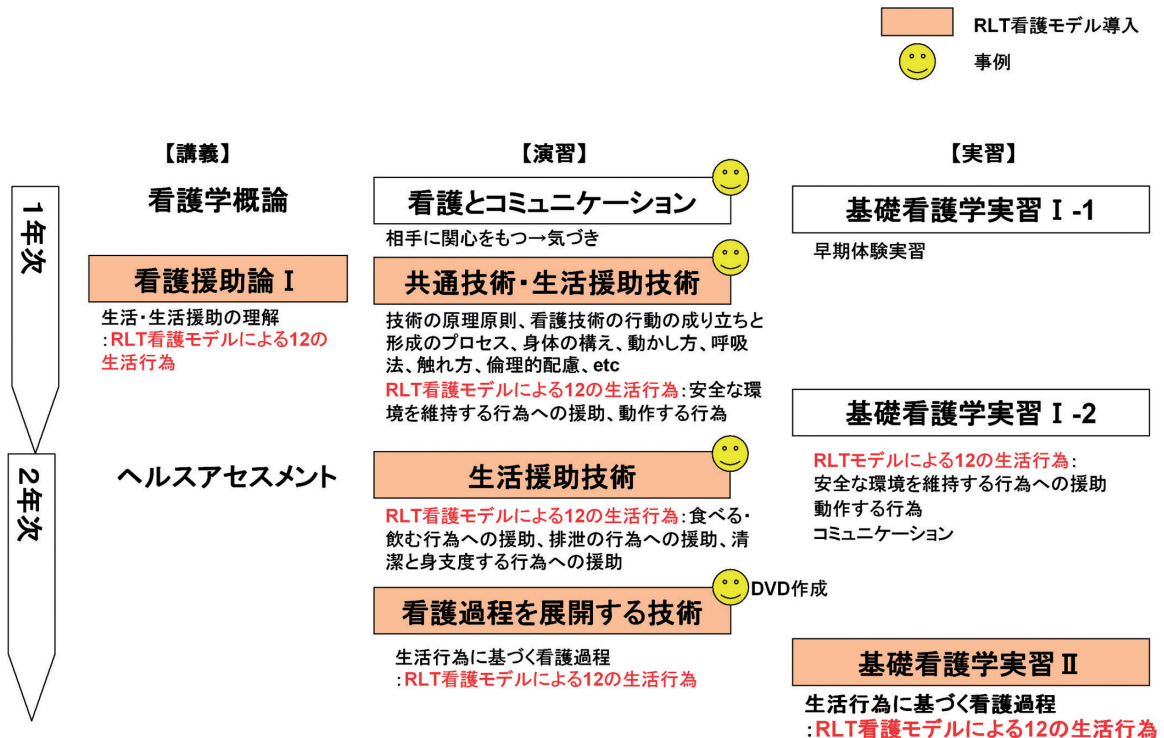 RLT看護モデル導入
事例
【講義】
【演習】
【実習】
1年次
看護学概論
看護とコミュニケーション
相手に関心をもつ→気づき
基礎看護学実習Ⅰ-1
早期体験実習
看護援助論Ⅰ
生活・生活援助の理解
:RLT看護モデルによる12の
生活行為
共通技術・生活援助技術
技術の原理原則、看護技術の行動の成り立ちと
形成のプロセス、身体の構え、動かし方、呼吸
法、触れ方、倫理的配慮、etc
RLT看護モデルによる12の生活行為:安全な環
境を維持する行為への援助、動作する行為
基礎看護学実習Ⅰ-2
RLTモデルによる12の生活行為:
安全な環境を維持する行為への援助
動作する行為
コミュニケーション
2年次
ヘルスアセスメント
生活援助技術
RLT看護モデルによる12の生活行為:食べる・
飲む行為への援助、排泄の行為への援助、清
潔と身支度する行為への援助
看護過程を展開する技術
DVD作成
生活行為に基づく看護過程
:RLT看護モデルによる12の生活行為
基礎看護学実習Ⅱ
生活行為に基づく看護過程
:RLT看護モデルによる12の生活行為